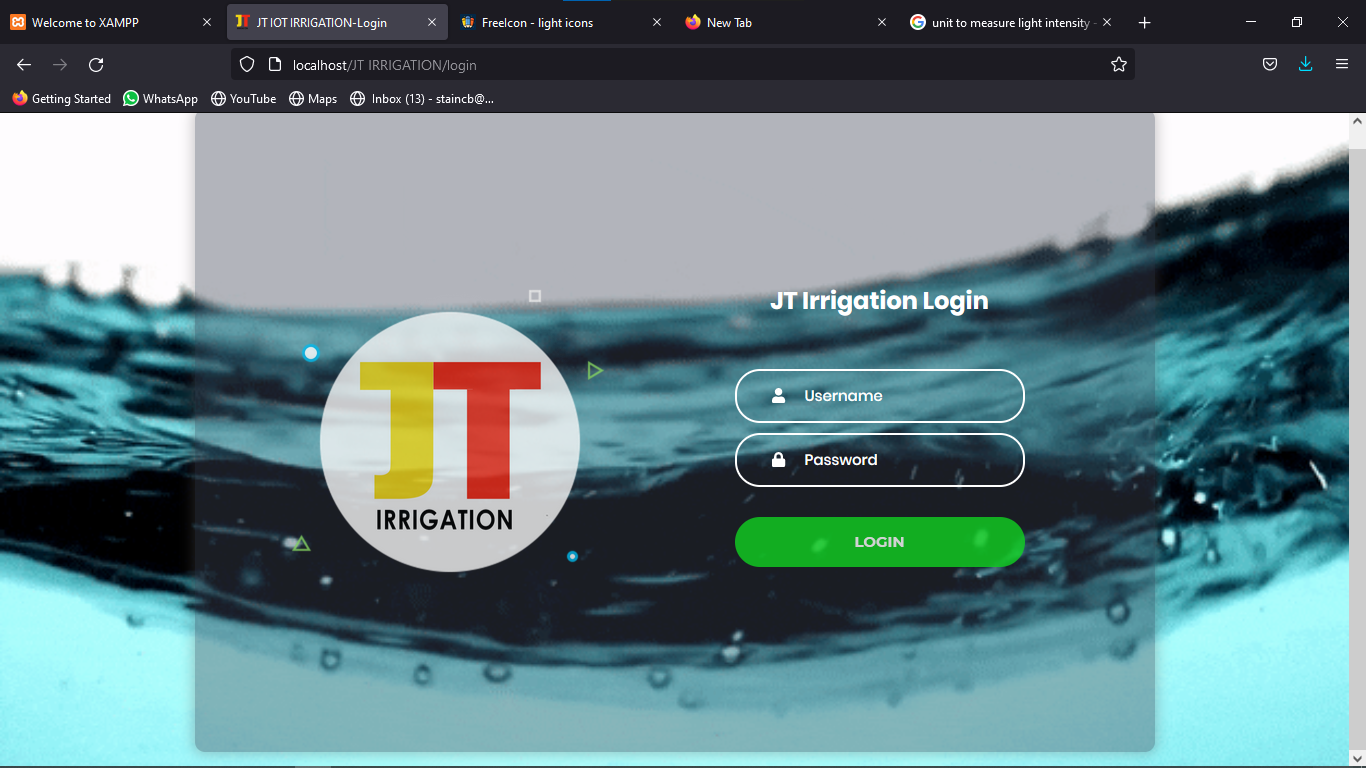 Welcome to XAMPP
JT IOT IRRIGATION-Login
FreeIcon - light icons
New Tab
unit to measure light intensity -
localhost/JT IRRIGATION/login
Getting Started
WhatsApp
YouTube
Maps
Inbox (13) - staincb@...
JT Irrigation Login
Username
Password
LOGIN
JT
IRRIGATION